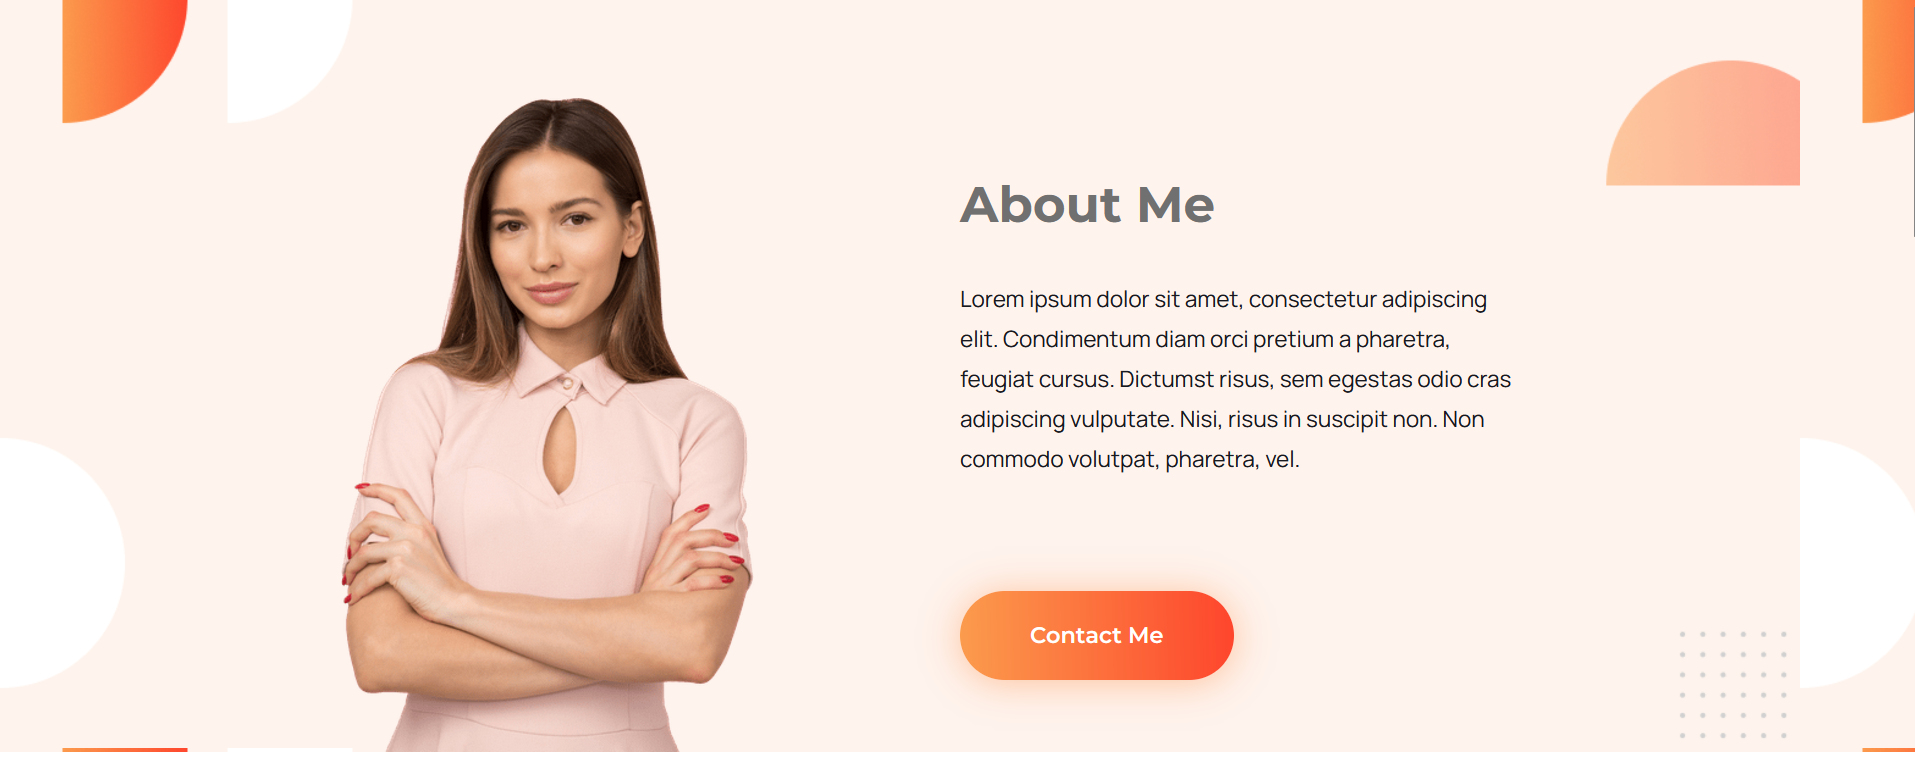 About Me
Lorem ipsum dolor sit amet, consectetur adipiscing
elit. Condimentum diam orci pretium a pharetra,
feugiat cursus. Dictumst risus, sem egestas odio cras
adipiscing vulputate. Nisi, risus in suscipit non. Non
commodo volutpat, pharetra, vel.
Contact Me